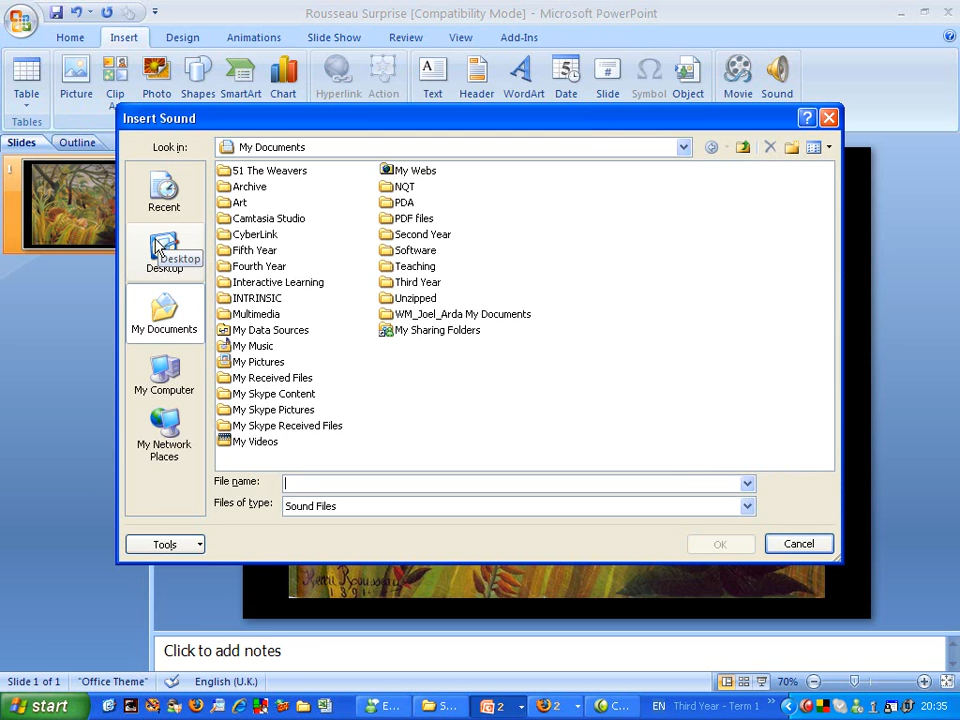 Rousseau Surprise [Compatibility Mode] - Microsoft PowerPoint
Home Insert Design Animations Slide Show Review View Add-Ins
Table Picture Clip Photo Shapes SmartArt Chart Hyperlink Action Text Header WordArt Date Slide Symbol Object Movie Sound
Tables
Insert Sound
Slides Outline
Look in: My Documents
1
Recent
Desktop
Desktop
My Documents
My Computer
My Network
Places
51 The Weavers
Archive
Art
Camtasia Studio
CyberLink
Fifth Year
Fourth Year
Interactive Learning
INTRINSIC
Multimedia
My Data Sources
My Music
My Pictures
My Received Files
My Skype Content
My Skype Pictures
My Skype Received Files
My Videos
My Webs
NQT
PDA
PDF files
Second Year
Software
Teaching
Third Year
Unzipped
WM_Joel_Arda My Documents
My Sharing Folders
File name:
Files of type: Sound Files
Tools OK Cancel
Henri Rousseau
1891
Click to add notes
Slide 1 of 1 "Office Theme" English (U.K.) 70%
start E... S... 2 2 C... EN Third Year - Term 1 20:35